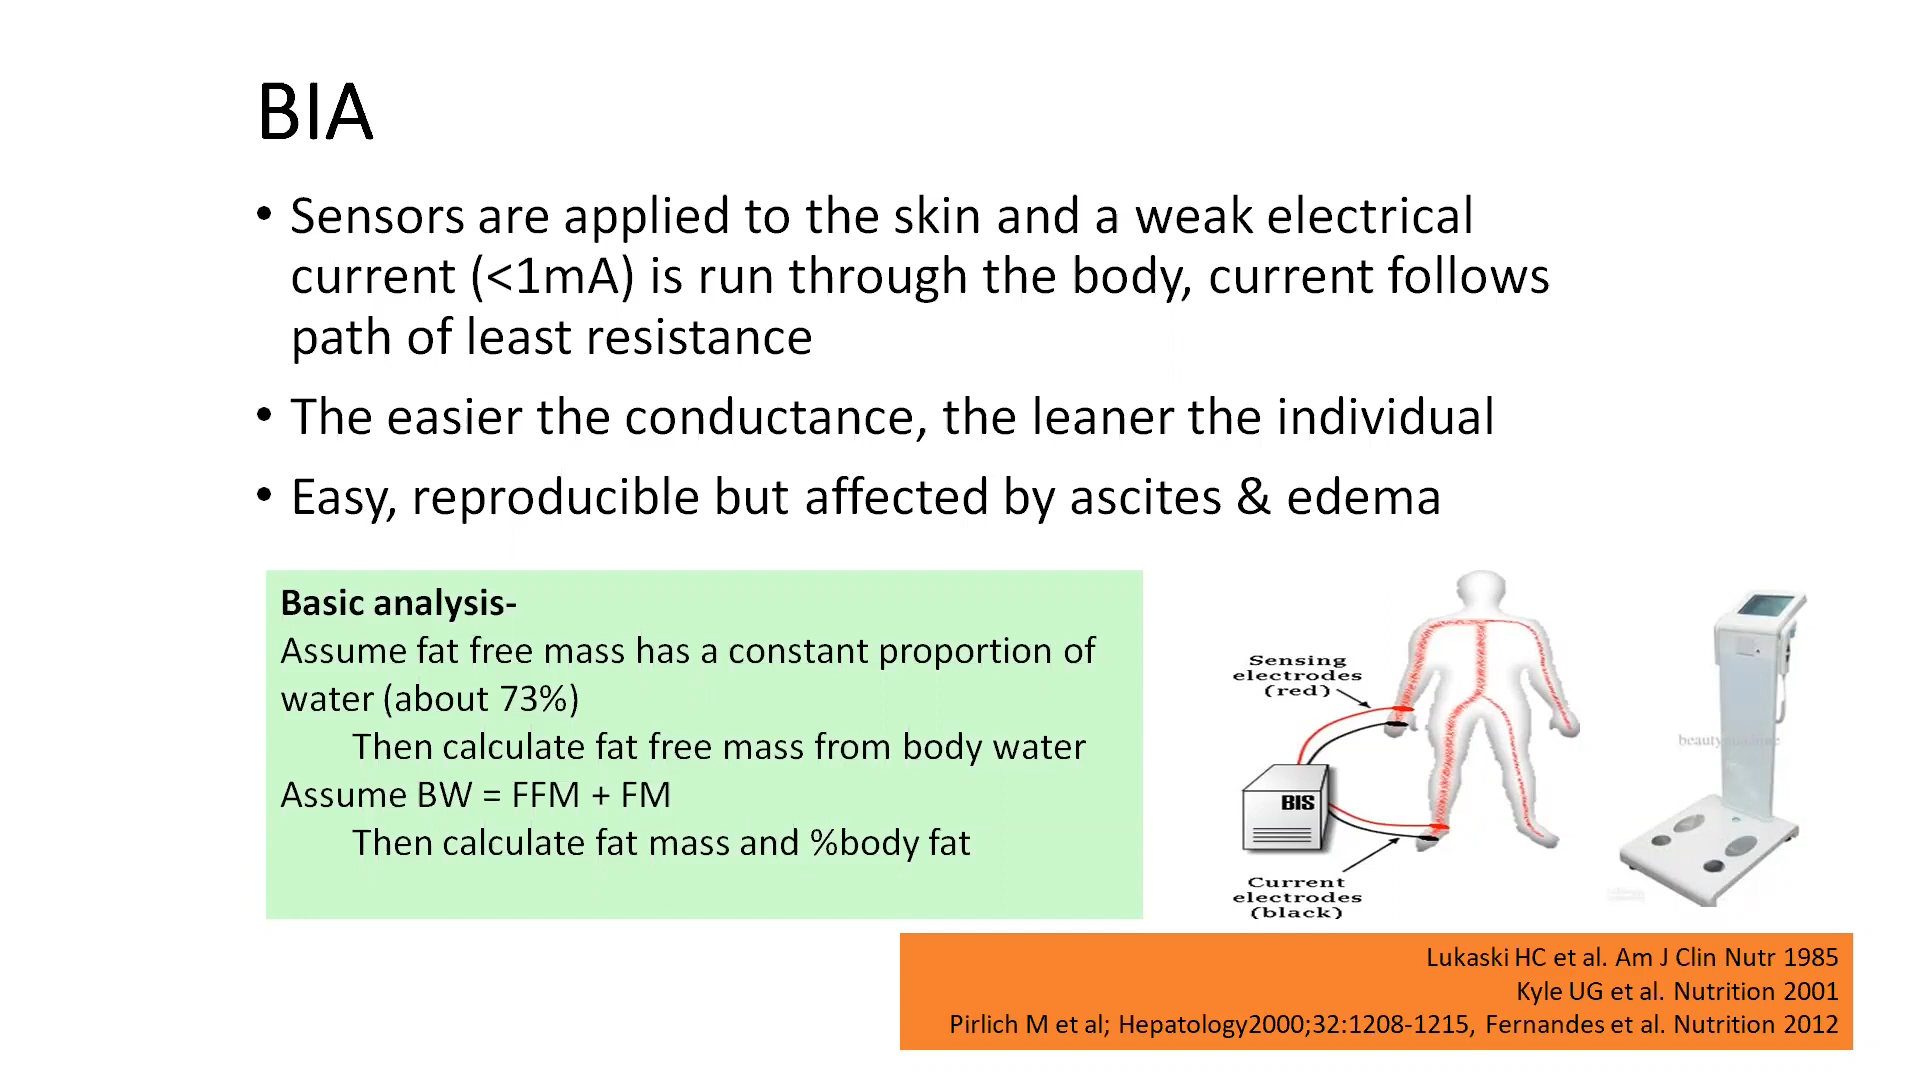 BIA
• Sensors are applied to the skin and a weak electrical
current (<1mA) is run through the body, current follows
path of least resistance
• The easier the conductance, the leaner the individual
• Easy, reproducible but affected by ascites & edema
Basic analysis-
Assume fat free mass has a constant proportion of
water (about 73%)
Then calculate fat free mass from body water
Assume BW = FFM + FM
Then calculate fat mass and %body fat
Sensing
electrodes
(red)
BIS
Current
electrodes
(black)
beautymachine
Lukaski HC et al. Am J Clin Nutr 1985
Kyle UG et al. Nutrition 2001
Pirlich M et al; Hepatology2000;32:1208-1215, Fernandes et al. Nutrition 2012